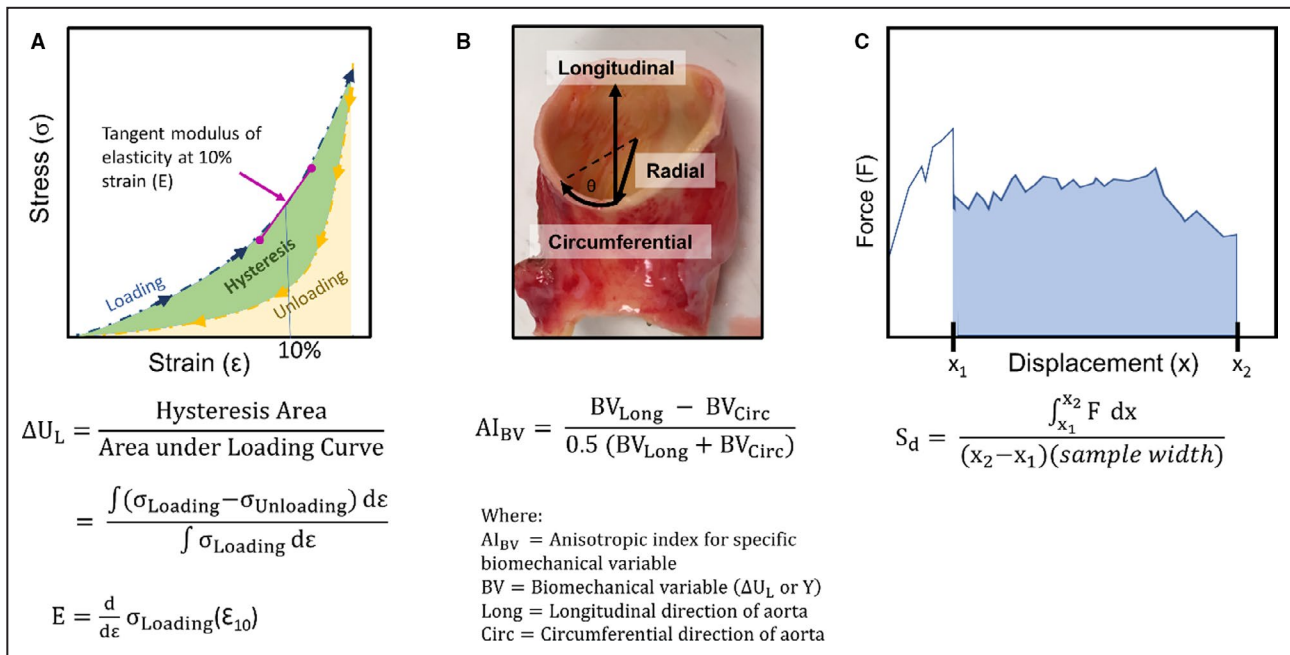 A
Stress (σ)
Tangent modulus of
elasticity at 10%
strain (E)
Loading
Hysteresis
Unloading
10%
Strain (ε)
ΔU_L = Hysteresis Area / Area under Loading Curve
= ∫(σ_Loading−σ_Unloading) dε / ∫ σ_Loading dε
E = d/dε σ_Loading(ε_10)
B
Longitudinal
Radial
θ
Circumferential
AI_BV = BV_Long − BV_Circ / 0.5 (BV_Long + BV_Circ)
Where:
AI_BV = Anisotropic index for specific
biomechanical variable
BV = Biomechanical variable (ΔU_L or Y)
Long = Longitudinal direction of aorta
Circ = Circumferential direction of aorta
C
Force (F)
x_1
Displacement (x)
x_2
S_d = ∫_{x_1}^{x_2} F dx / (x_2−x_1)(sample width)